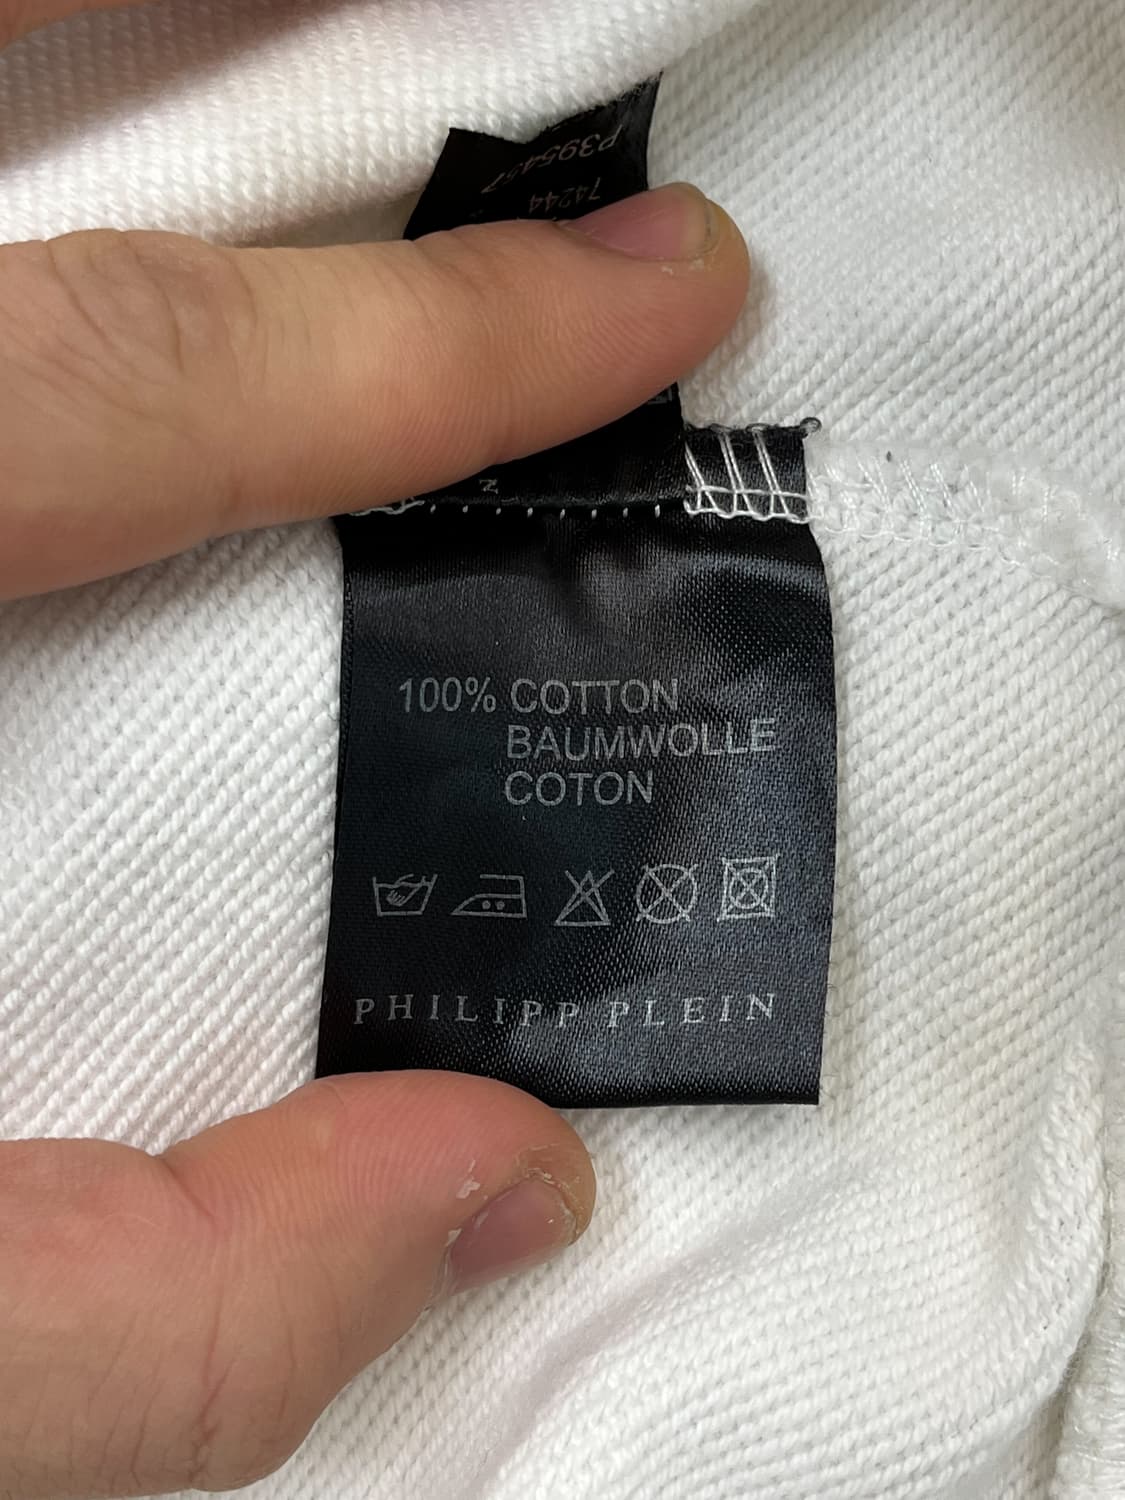 P395457
74244
100% COTTON
BAUMWOLLE
COTON
PHILIPP PLEIN